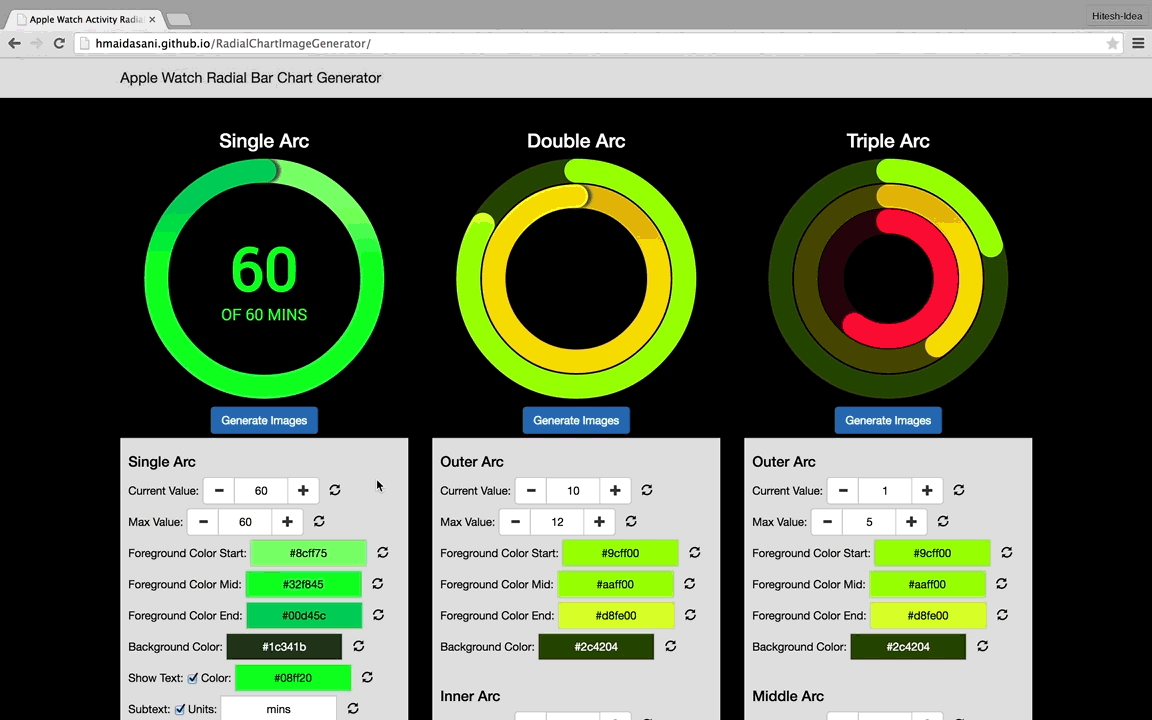 Apple Watch Activity Radia
Hitesh-Idea
hmaidasani.github.io/RadialChartImageGenerator/
Apple Watch Radial Bar Chart Generator
Single Arc
Double Arc
Triple Arc
60
OF 60 MINS
Generate Images
Generate Images
Generate Images
Single Arc
Current Value: 60
Max Value: 60
Foreground Color Start: #8cff75
Foreground Color Mid: #32f845
Foreground Color End: #00d45c
Background Color: #1c341b
Show Text: Color: #08ff20
Subtext: Units: mins
Outer Arc
Current Value: 10
Max Value: 12
Foreground Color Start: #9cff00
Foreground Color Mid: #aaff00
Foreground Color End: #d8fe00
Background Color: #2c4204
Inner Arc
Outer Arc
Current Value: 1
Max Value: 5
Foreground Color Start: #9cff00
Foreground Color Mid: #aaff00
Foreground Color End: #d8fe00
Background Color: #2c4204
Middle Arc